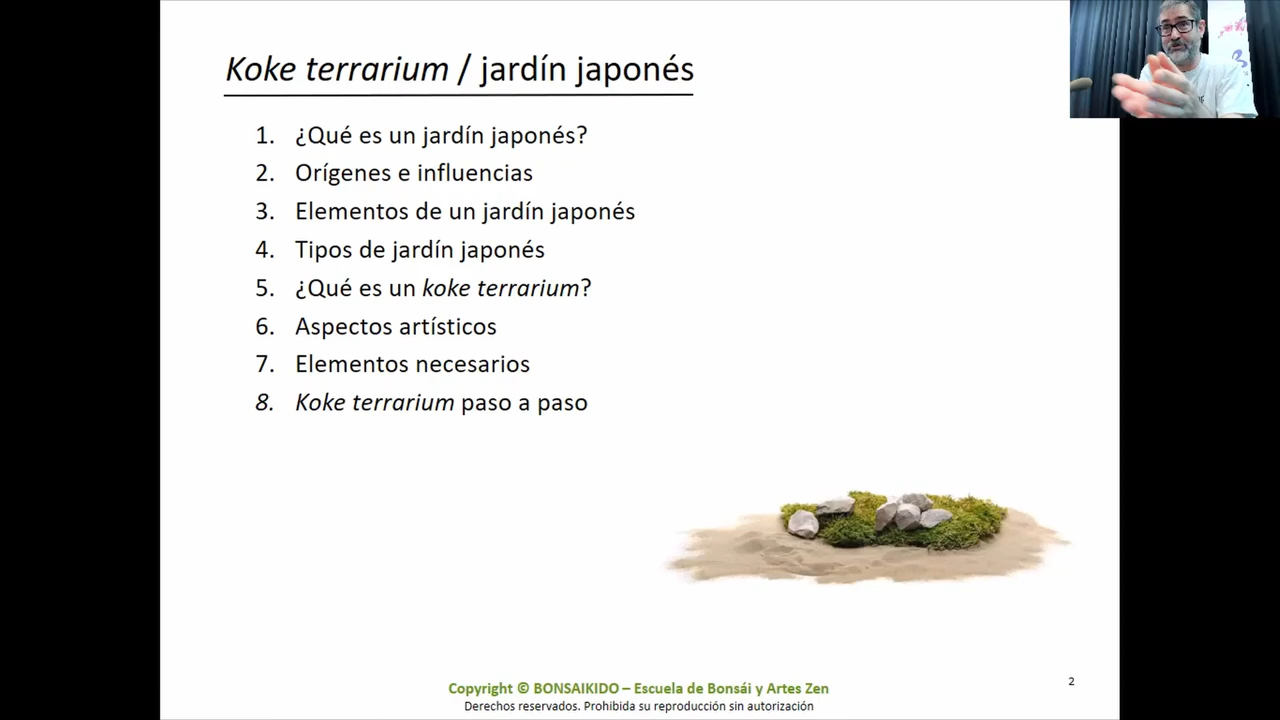 Koke terrarium / jardín japonés
1. ¿Qué es un jardín japonés?
2. Orígenes e influencias
3. Elementos de un jardín japonés
4. Tipos de jardín japonés
5. ¿Qué es un koke terrarium?
6. Aspectos artísticos
7. Elementos necesarios
8. Koke terrarium paso a paso
Copyright © BONSAIKIDO – Escuela de Bonsái y Artes Zen
Derechos reservados. Prohibida su reproducción sin autorización
2